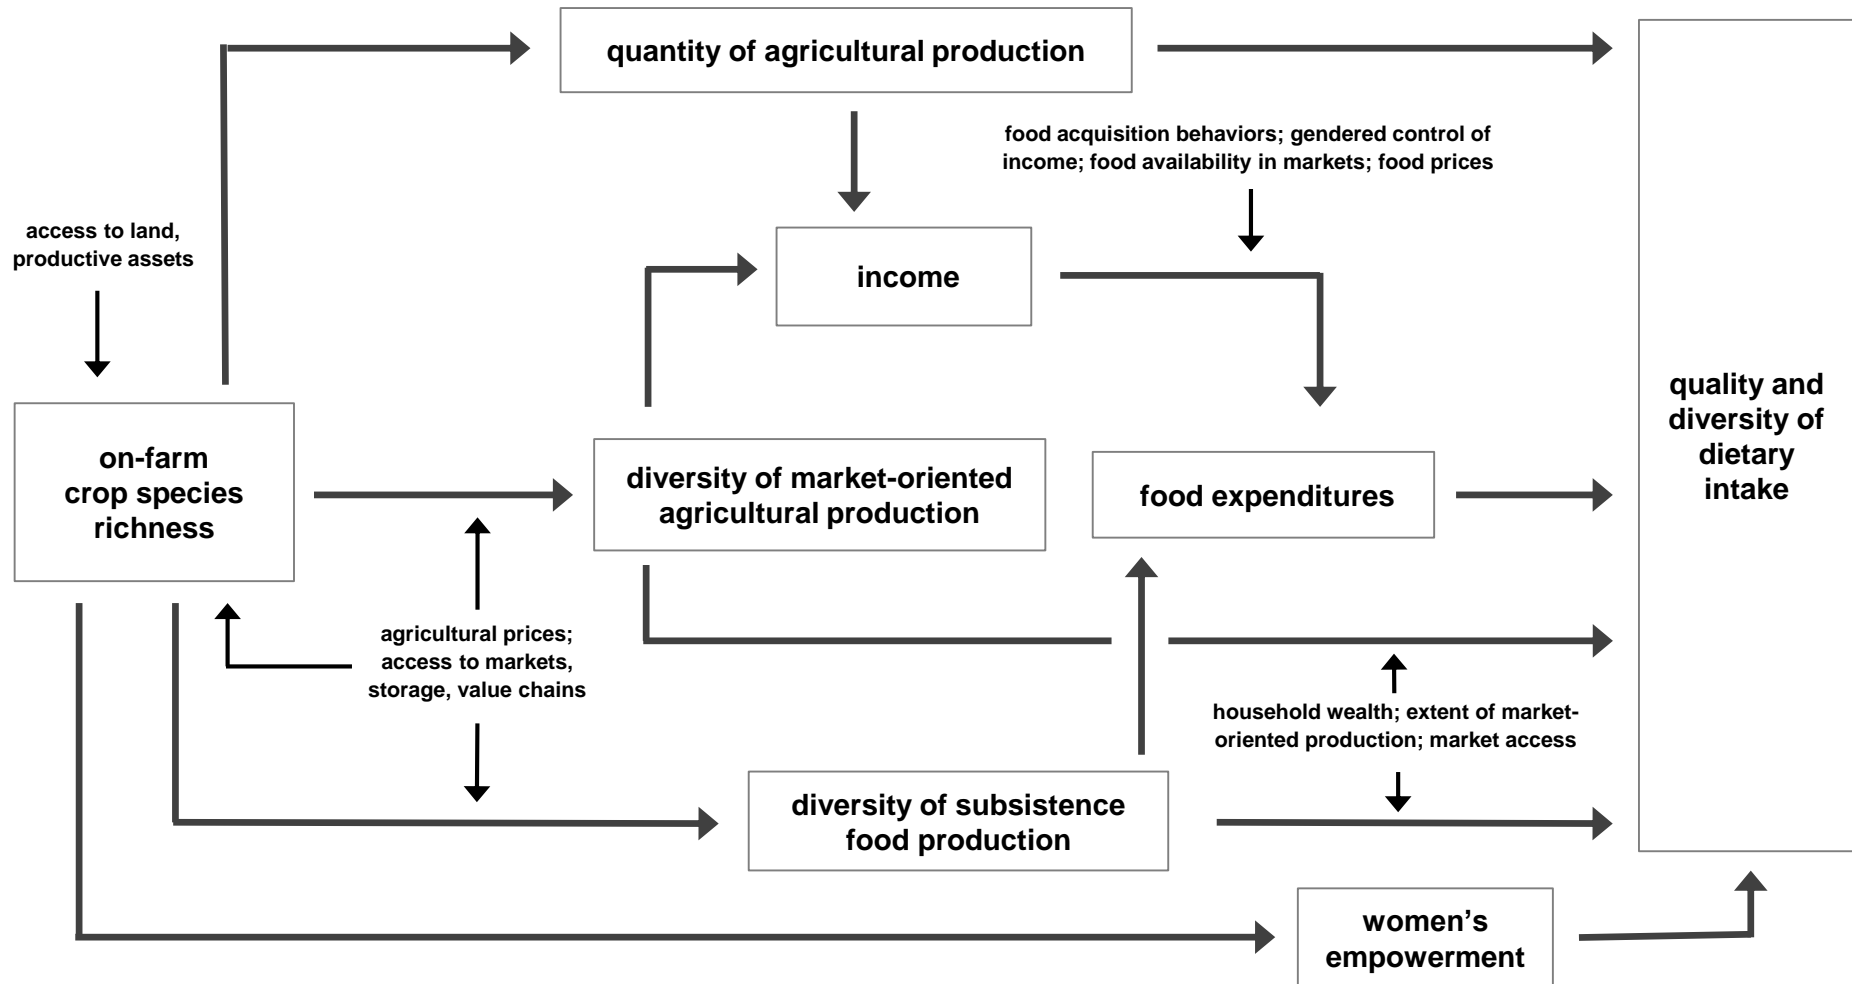 quantity of agricultural production
food acquisition behaviors; gendered control of
income; food availability in markets; food prices
access to land,
productive assets
income
quality and
diversity of
dietary
intake
on-farm
crop species
richness
diversity of market-oriented
agricultural production
food expenditures
agricultural prices;
access to markets,
storage, value chains
household wealth; extent of market-
oriented production; market access
diversity of subsistence
food production
women’s
empowerment